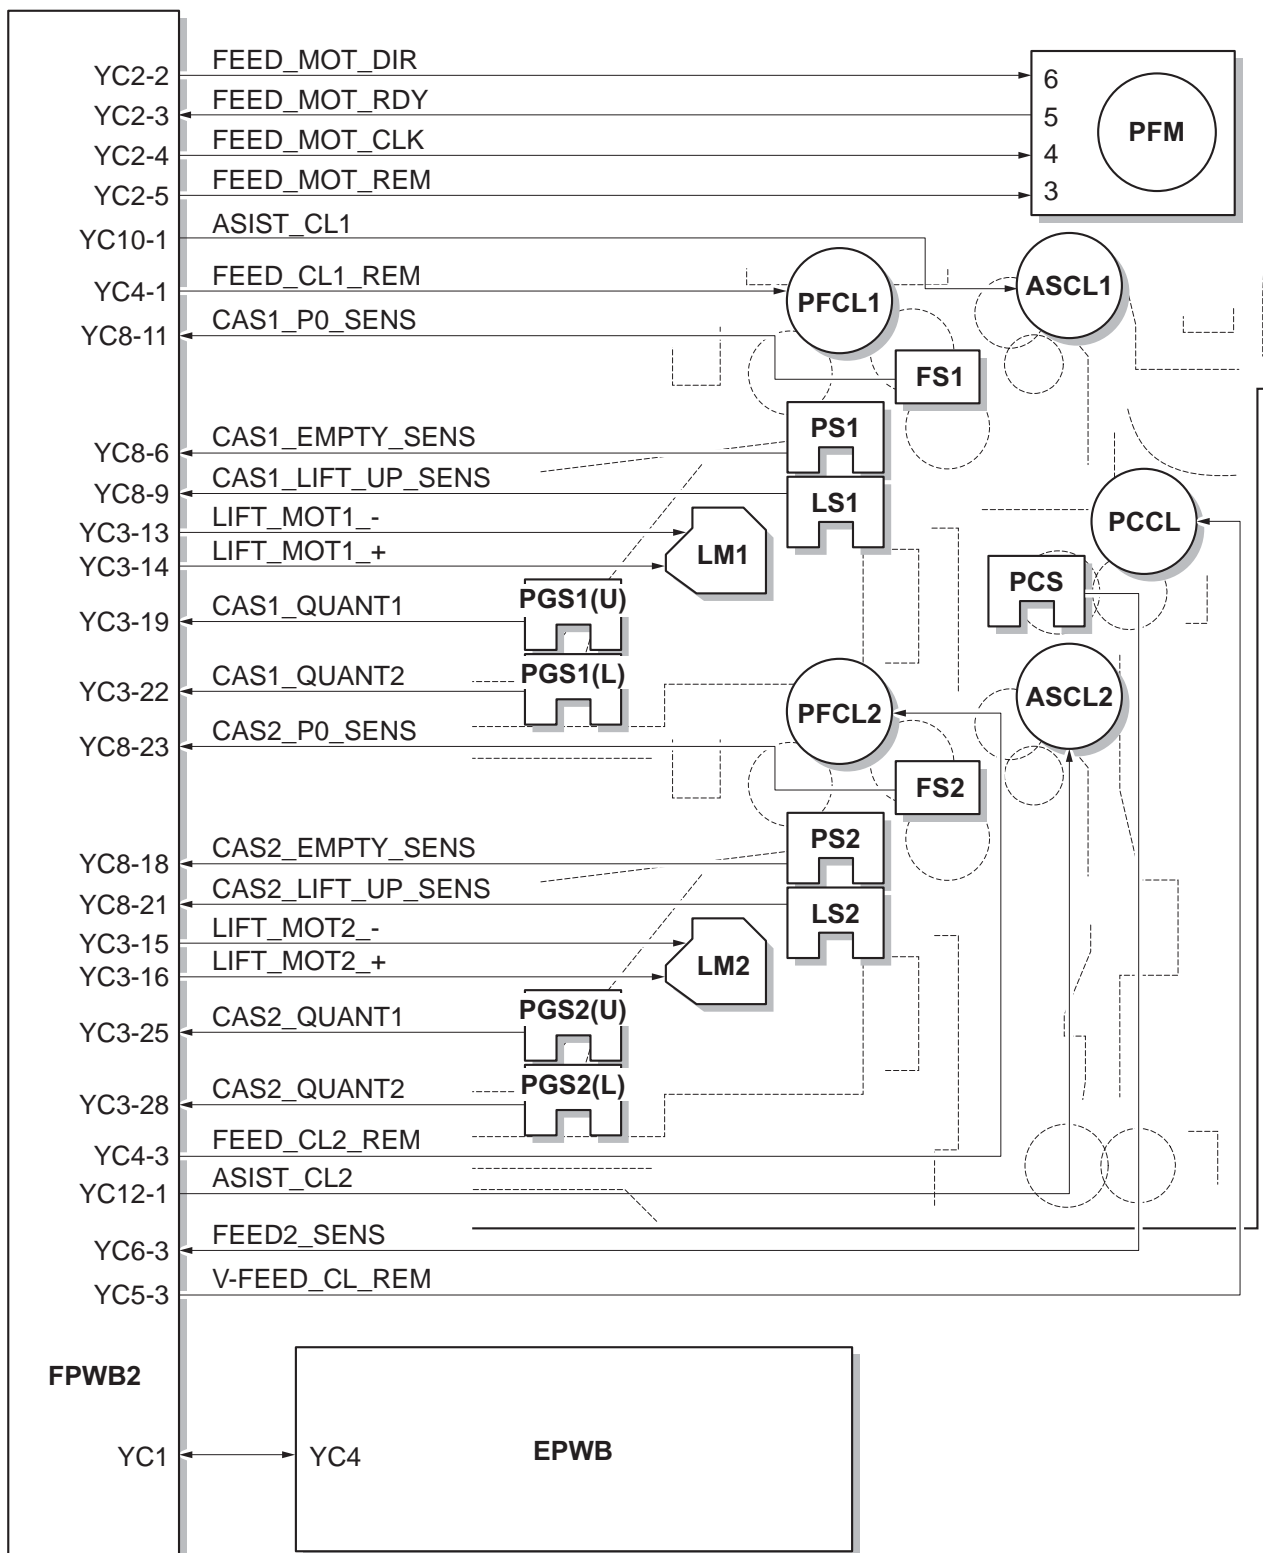 YC2-2 FEED_MOT_DIR 6
YC2-3 FEED_MOT_RDY 5
PFM
YC2-4 FEED_MOT_CLK 4
YC2-5 FEED_MOT_REM 3
YC10-1 ASIST_CL1
ASCL1
YC4-1 FEED_CL1_REM
PFCL1
YC8-11 CAS1_P0_SENS
FS1
PS1
YC8-6 CAS1_EMPTY_SENS
YC8-9 CAS1_LIFT_UP_SENS
LS1
PCCL
YC3-13 LIFT_MOT1_-
YC3-14 LIFT_MOT1_+
LM1
PCS
PGS1(U)
YC3-19 CAS1_QUANT1
PGS1(L)
YC3-22 CAS1_QUANT2
PFCL2
ASCL2
YC8-23 CAS2_P0_SENS
FS2
PS2
YC8-18 CAS2_EMPTY_SENS
YC8-21 CAS2_LIFT_UP_SENS
LS2
YC3-15 LIFT_MOT2_-
YC3-16 LIFT_MOT2_+
LM2
PGS2(U)
YC3-25 CAS2_QUANT1
PGS2(L)
YC3-28 CAS2_QUANT2
YC4-3 FEED_CL2_REM
YC12-1 ASIST_CL2
YC6-3 FEED2_SENS
YC5-3 V-FEED_CL_REM
FPWB2
YC1 YC4 EPWB